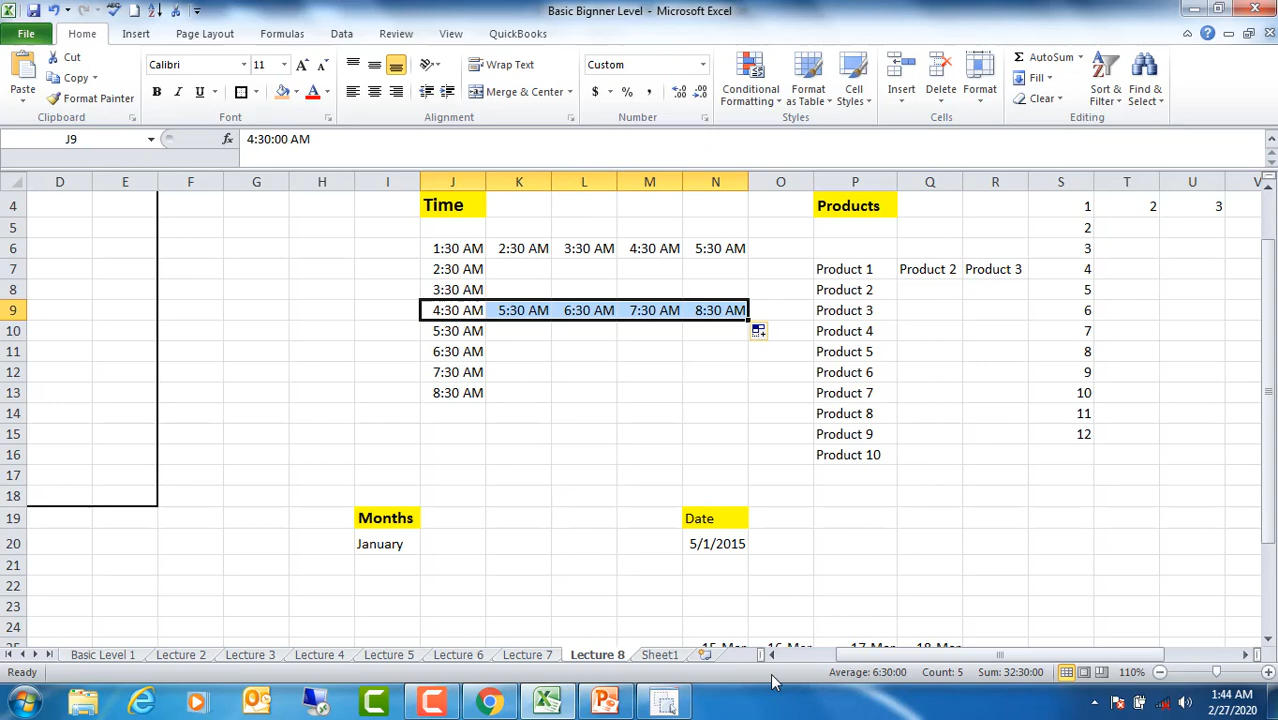 Basic Bignner Level - Microsoft Excel
File Home Insert Page Layout Formulas Data Review View QuickBooks
Paste
Cut
Copy
Format Painter
Clipboard
Calibri 11
B I U
Font
Wrap Text
Merge & Center
Alignment
Custom
$ % ,
Number
Conditional Formatting
Format as Table
Cell Styles
Styles
Insert
Delete
Format
Cells
Σ AutoSum
Fill
Clear
Sort & Filter
Find & Select
Editing
J9 fx 4:30:00 AM
D E F G H I J K L M N O P Q R S T U V
4 Time Products 1 2 3
5 2
6 1:30 AM 2:30 AM 3:30 AM 4:30 AM 5:30 AM 3
7 2:30 AM Product 1 Product 2 Product 3 4
8 3:30 AM Product 2 5
9 4:30 AM 5:30 AM 6:30 AM 7:30 AM 8:30 AM Product 3 6
10 5:30 AM Product 4 7
11 6:30 AM Product 5 8
12 7:30 AM Product 6 9
13 8:30 AM Product 7 10
14 Product 8 11
15 Product 9 12
16 Product 10
17
18
19 Months Date
20 January 5/1/2015
21
22
23
24
25 15-Mar 16-Mar 17-Mar 18-Mar
Basic Level 1 Lecture 2 Lecture 3 Lecture 4 Lecture 5 Lecture 6 Lecture 7 Lecture 8 Sheet1
Ready Average: 6:30:00 Count: 5 Sum: 32:30:00 110%
1:44 AM
2/27/2020